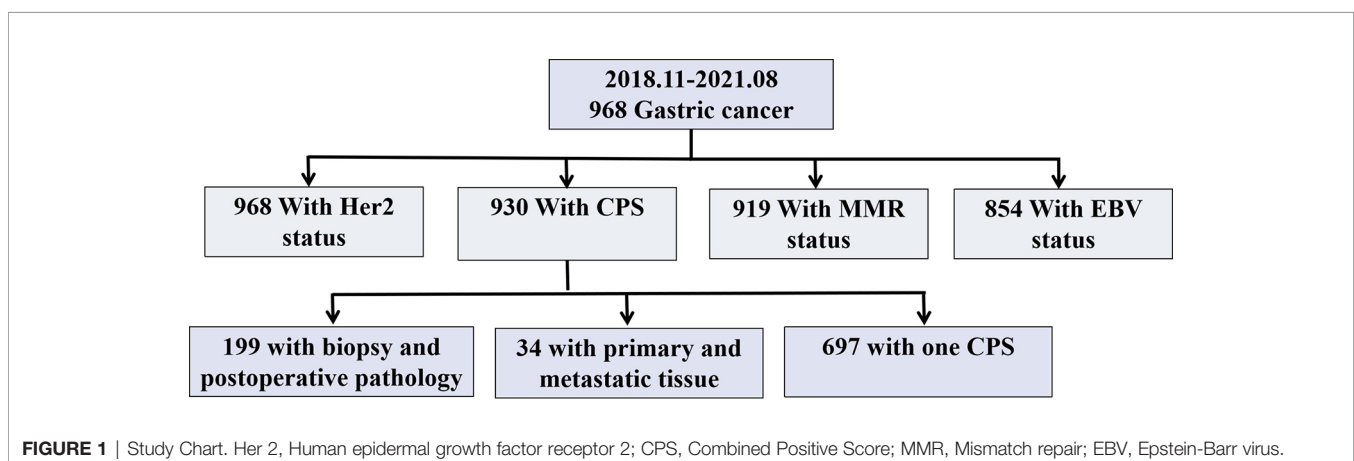 2018.11-2021.08
968 Gastric cancer
968 With Her2
status
930 With CPS
919 With MMR
status
854 With EBV
status
199 with biopsy and
postoperative pathology
34 with primary and
metastatic tissue
697 with one CPS
FIGURE 1 | Study Chart. Her 2, Human epidermal growth factor receptor 2; CPS, Combined Positive Score; MMR, Mismatch repair; EBV, Epstein-Barr virus.